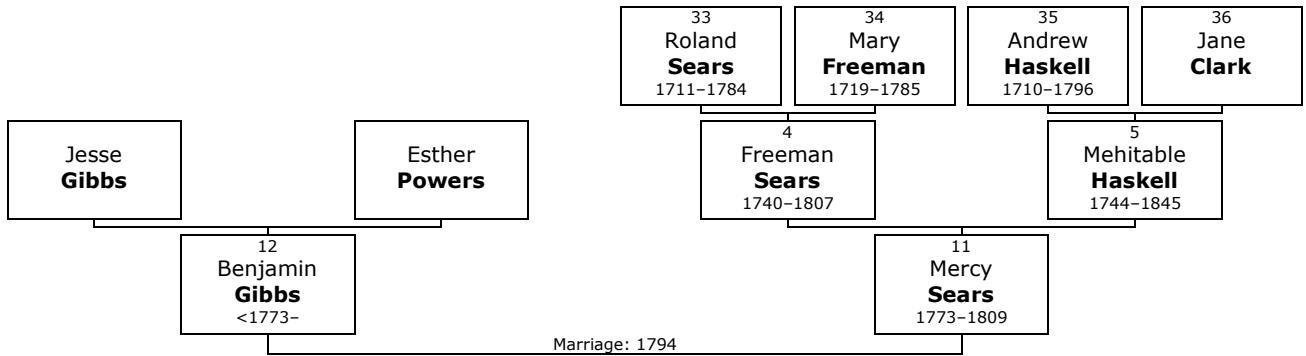 33
Roland
Sears
1711–1784
34
Mary
Freeman
1719–1785
35
Andrew
Haskell
1710–1796
36
Jane
Clark
Jesse
Gibbs
Esther
Powers
4
Freeman
Sears
1740–1807
5
Mehitable
Haskell
1744–1845
12
Benjamin
Gibbs
<1773–
11
Mercy
Sears
1773–1809
Marriage: 1794